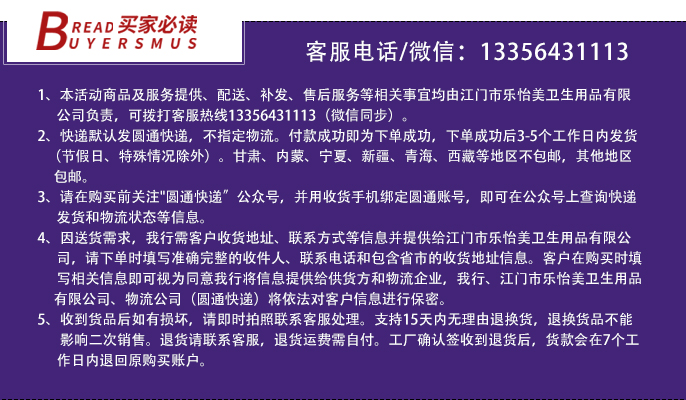 BREAD买家必读
BUYERSMUS
客服电话/微信：13356431113
1、本活动商品及服务提供、配送、补发、售后服务等相关事宜均由江门市乐怡美卫生用品有限
公司负责，可拨打客服热线13356431113（微信同步）。
2、快递默认发圆通快递，不指定物流。付款成功即为下单成功，下单成功后3-5个工作日内发货
(节假日、特殊情况除外）。甘肃、内蒙、宁夏、新疆、青海、西藏等地区不包邮，其他地区
包邮。
3、请在购买前关注"圆通快递”公众号，并用收货手机绑定圆通账号，即可在公众号上查询快递
发货和物流状态等信息。
4、因送货需求，我行需客户收货地址、联系方式等信息并提供给江门市乐怡美卫生用品有限公
司，请下单时填写准确完整的收件人、联系电话和包含省市的收货地址信息。客户在购买时填
写相关信息即可视为同意我行将信息提供给供货方和物流企业，我行、江门市乐怡美卫生用品
有限公司、物流公司（圆通快递）将依法对客户信息进行保密。
5、收到货品后如有损坏，请即时拍照联系客服处理。支持15天内无理由退换货，退换货品不能
影响二次销售。退货请联系客服，退货运费需自付。工厂确认签收到退货后，货款会在7个工
作日内退回原购买账户。